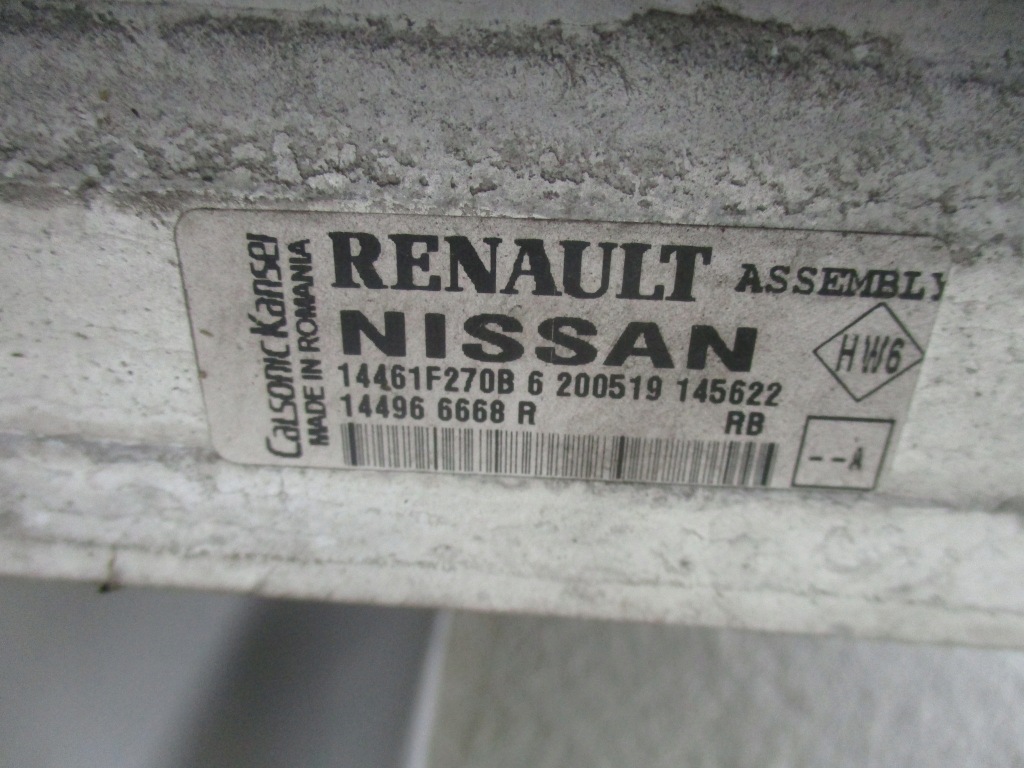 Calsonic Kansei
MADE IN ROMANIA
RENAULT ASSEMBLY
NISSAN
HW6
14461F270B 6 200519 145622
14496 6668 R RB
--A